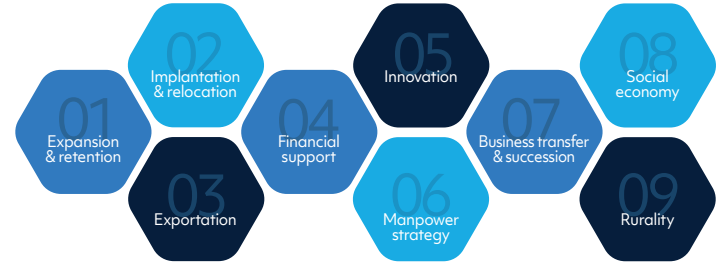 01
Expansion
& retention
02
Implantation
& relocation
03
Exportation
04
Financial
support
05
Innovation
06
Manpower
strategy
07
Business transfer
& succession
08
Social
economy
09
Rurality